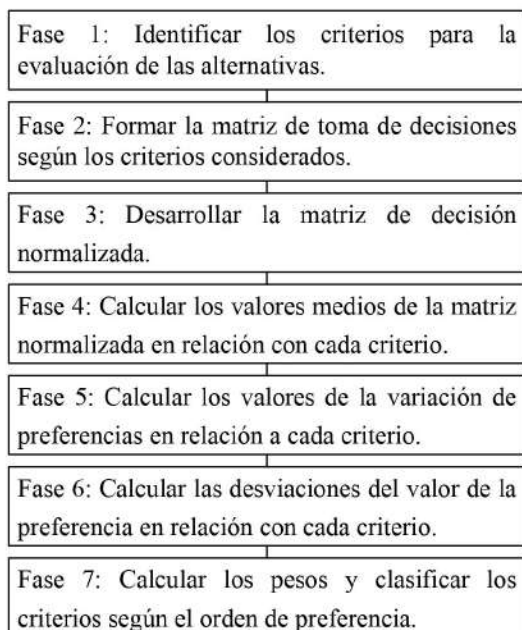 Fase 1: Identificar los criterios para la
evaluación de las alternativas.
Fase 2: Formar la matriz de toma de decisiones
según los criterios considerados.
Fase 3: Desarrollar la matriz de decisión
normalizada.
Fase 4: Calcular los valores medios de la matriz
normalizada en relación con cada criterio.
Fase 5: Calcular los valores de la variación de
preferencias en relación a cada criterio.
Fase 6: Calcular las desviaciones del valor de la
preferencia en relación con cada criterio.
Fase 7: Calcular los pesos y clasificar los
criterios según el orden de preferencia.